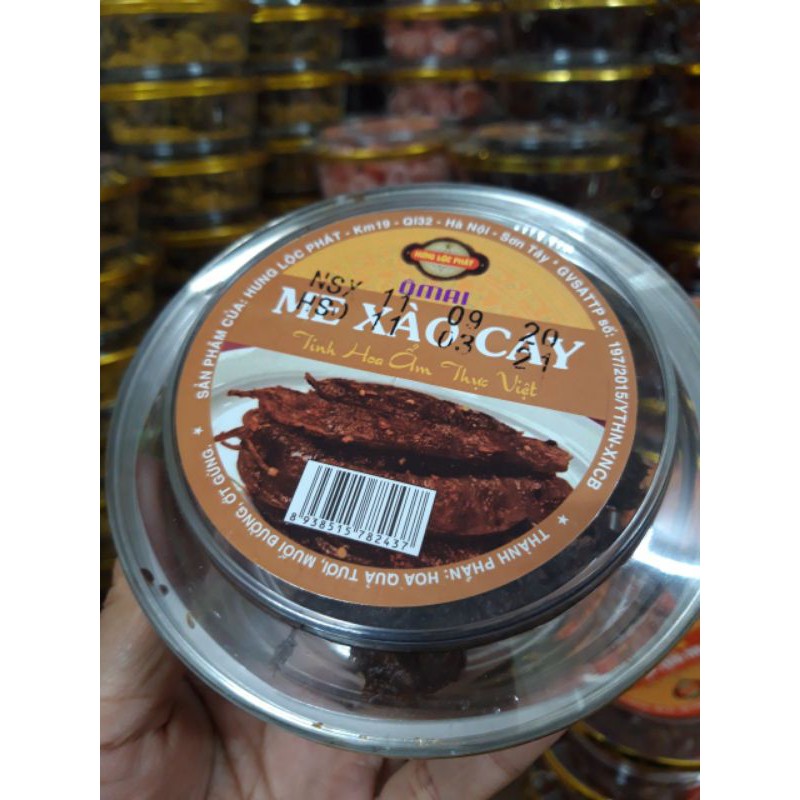 SẢN PHẨM CỦA: HƯNG LỘC PHÁT - Km19 - Ql32 - Hà Nội - Sơn Tây * QVSATTP số: 197/2015/YTHN-XNCB
HƯNG LỘC PHÁT
ÔMAI
NSX 11 09 20
HSD 11 03 21
ME XÀO CAY
Tinh Hoa Ẩm Thực Việt
8 938515 782437
* THÀNH PHẦN: HOA QUẢ TƯƠI, MUỐI ĐƯỜNG, ỚT GỪNG. *